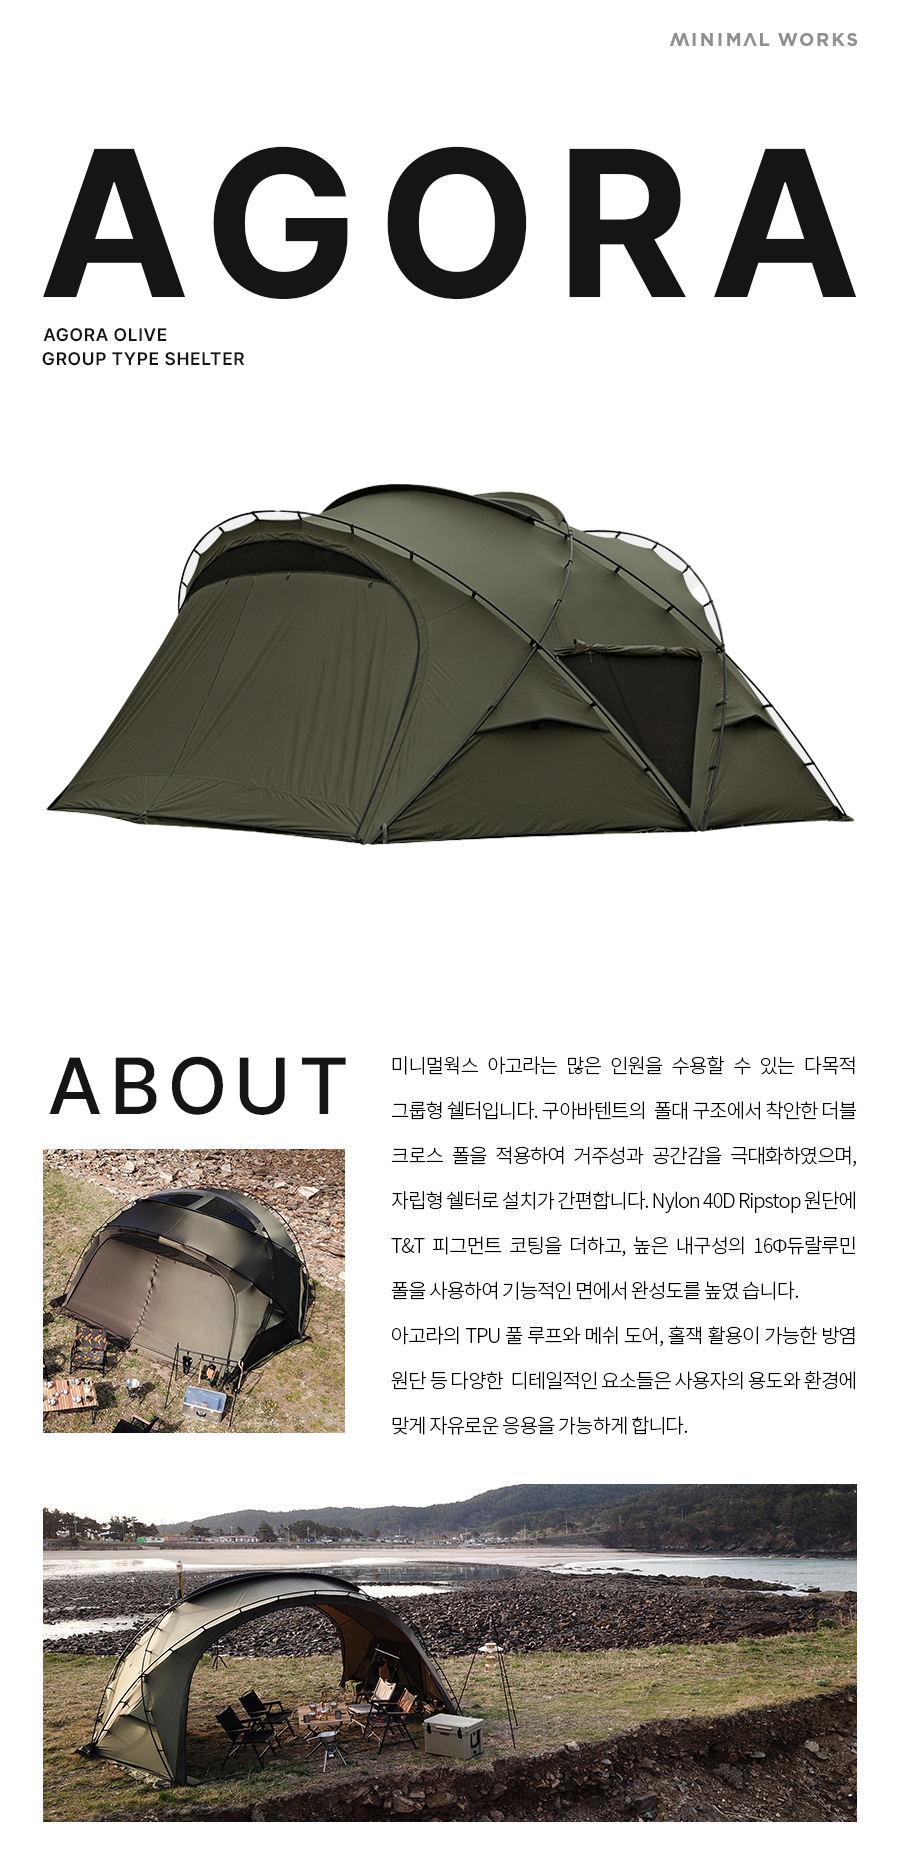 MINIMAL WORKS
AGORA
AGORA OLIVE
GROUP TYPE SHELTER
ABOUT
미니멀웍스 아고라는 많은 인원을 수용할 수 있는 다목적
그룹형 쉘터입니다. 구아바텐트의 폴대 구조에서 착안한 더블
크로스 폴을 적용하여 거주성과 공간감을 극대화하였으며,
자립형 쉘터로 설치가 간편합니다. Nylon 40D Ripstop 원단에
T&T 피그먼트 코팅을 더하고, 높은 내구성의 16Φ듀랄루민
폴을 사용하여 기능적인 면에서 완성도를 높였 습니다.
아고라의 TPU 풀 루프와 메쉬 도어, 홀잭 활용이 가능한 방염
원단 등 다양한 디테일적인 요소들은 사용자의 용도와 환경에
맞게 자유로운 응용을 가능하게 합니다.